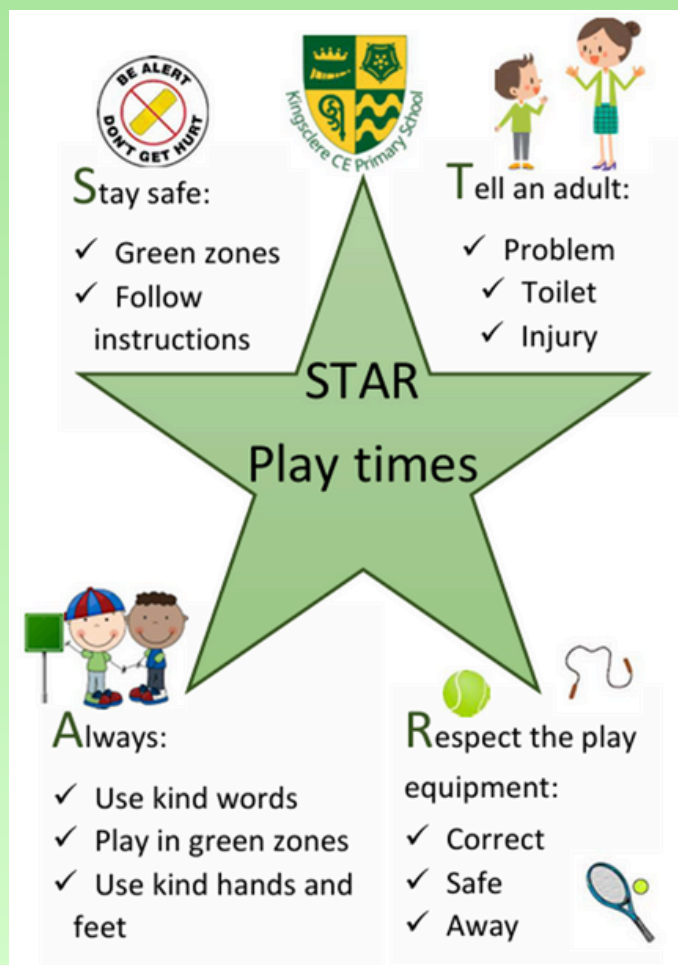 BE ALERT
DON'T GET HURT
Kingsclere CE Primary School
Stay safe:
✓ Green zones
✓ Follow
instructions
Tell an adult:
✓ Problem
✓ Toilet
✓ Injury
STAR
Play times
Always:
✓ Use kind words
✓ Play in green zones
✓ Use kind hands and
feet
Respect the play
equipment:
✓ Correct
✓ Safe
✓ Away